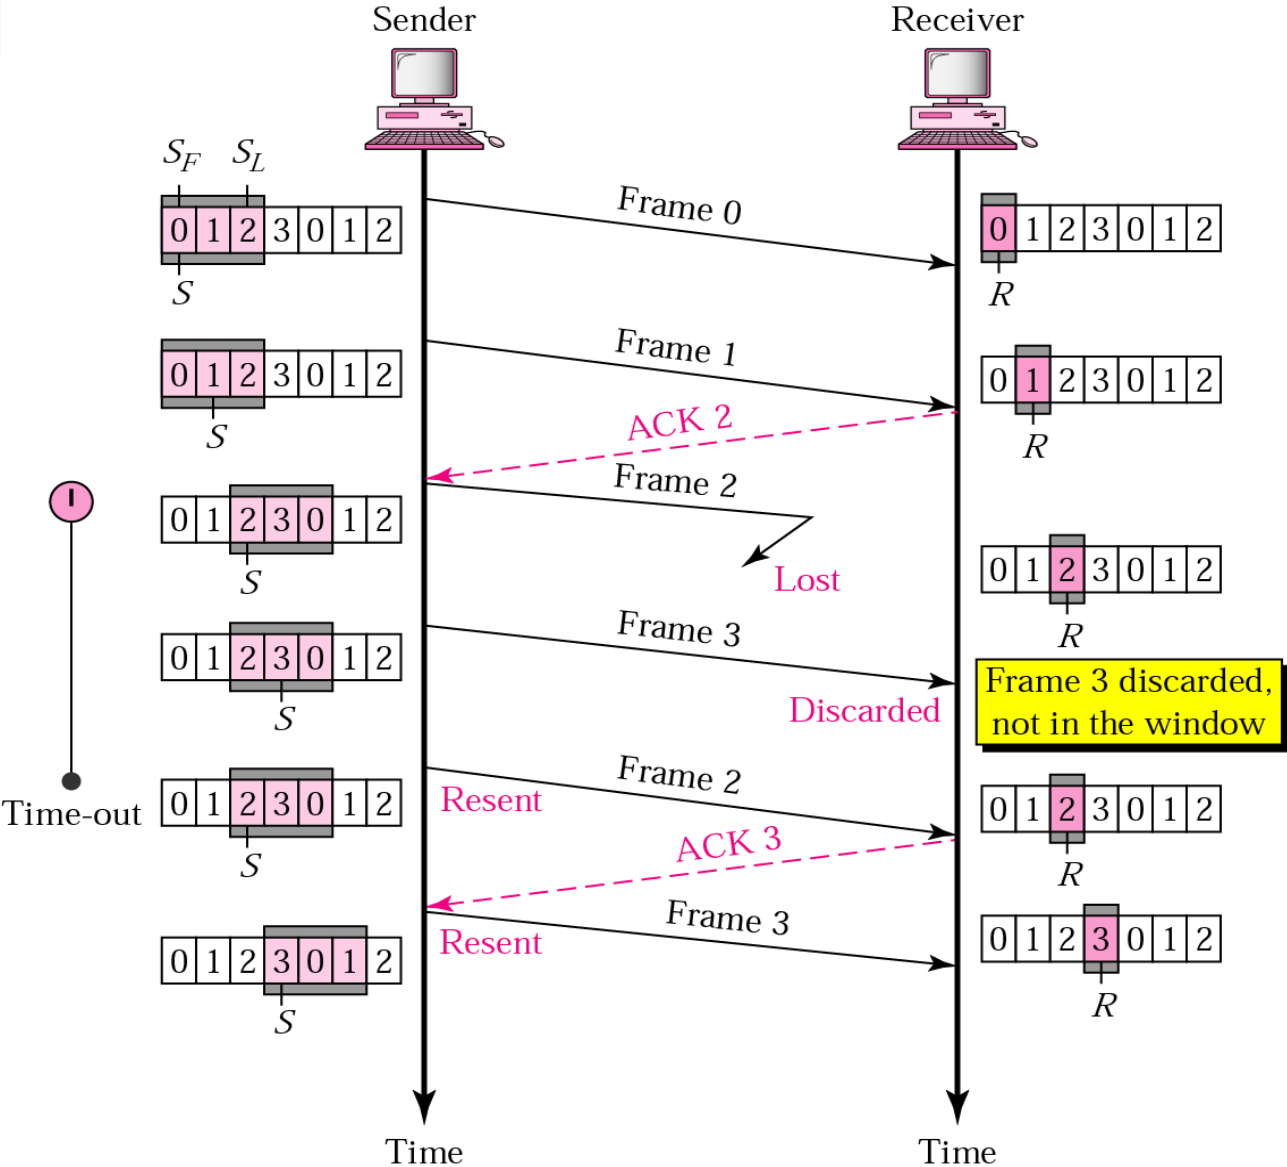 Sender
Receiver
S_F S_L
0 1 2 3 0 1 2
Frame 0
0 1 2 3 0 1 2
S
R
0 1 2 3 0 1 2
Frame 1
0 1 2 3 0 1 2
S
R
ACK 2
0 1 2 3 0 1 2
Frame 2
Lost
0 1 2 3 0 1 2
S
R
0 1 2 3 0 1 2
Frame 3
Discarded
Frame 3 discarded,
not in the window
S
Time-out
0 1 2 3 0 1 2
Resent
Frame 2
0 1 2 3 0 1 2
S
R
ACK 3
0 1 2 3 0 1 2
Resent
Frame 3
0 1 2 3 0 1 2
S
R
Time
Time